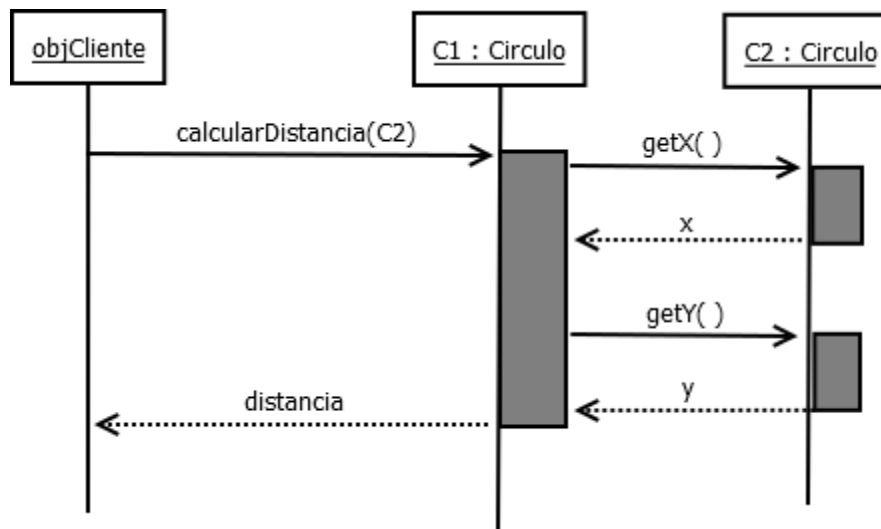 objCliente
C1 : Circulo
C2 : Circulo
calcularDistancia(C2)
getX( )
x
getY( )
y
distancia